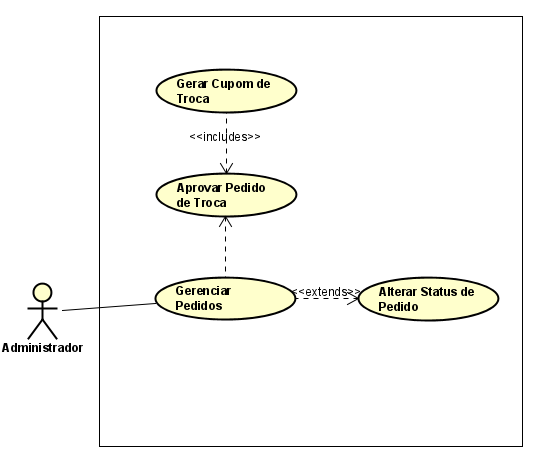 Gerar Cupom de
Troca
<<includes>>
Aprovar Pedido
de Troca
Gerenciar
Pedidos
<<extends>>
Alterar Status de
Pedido
Administrador